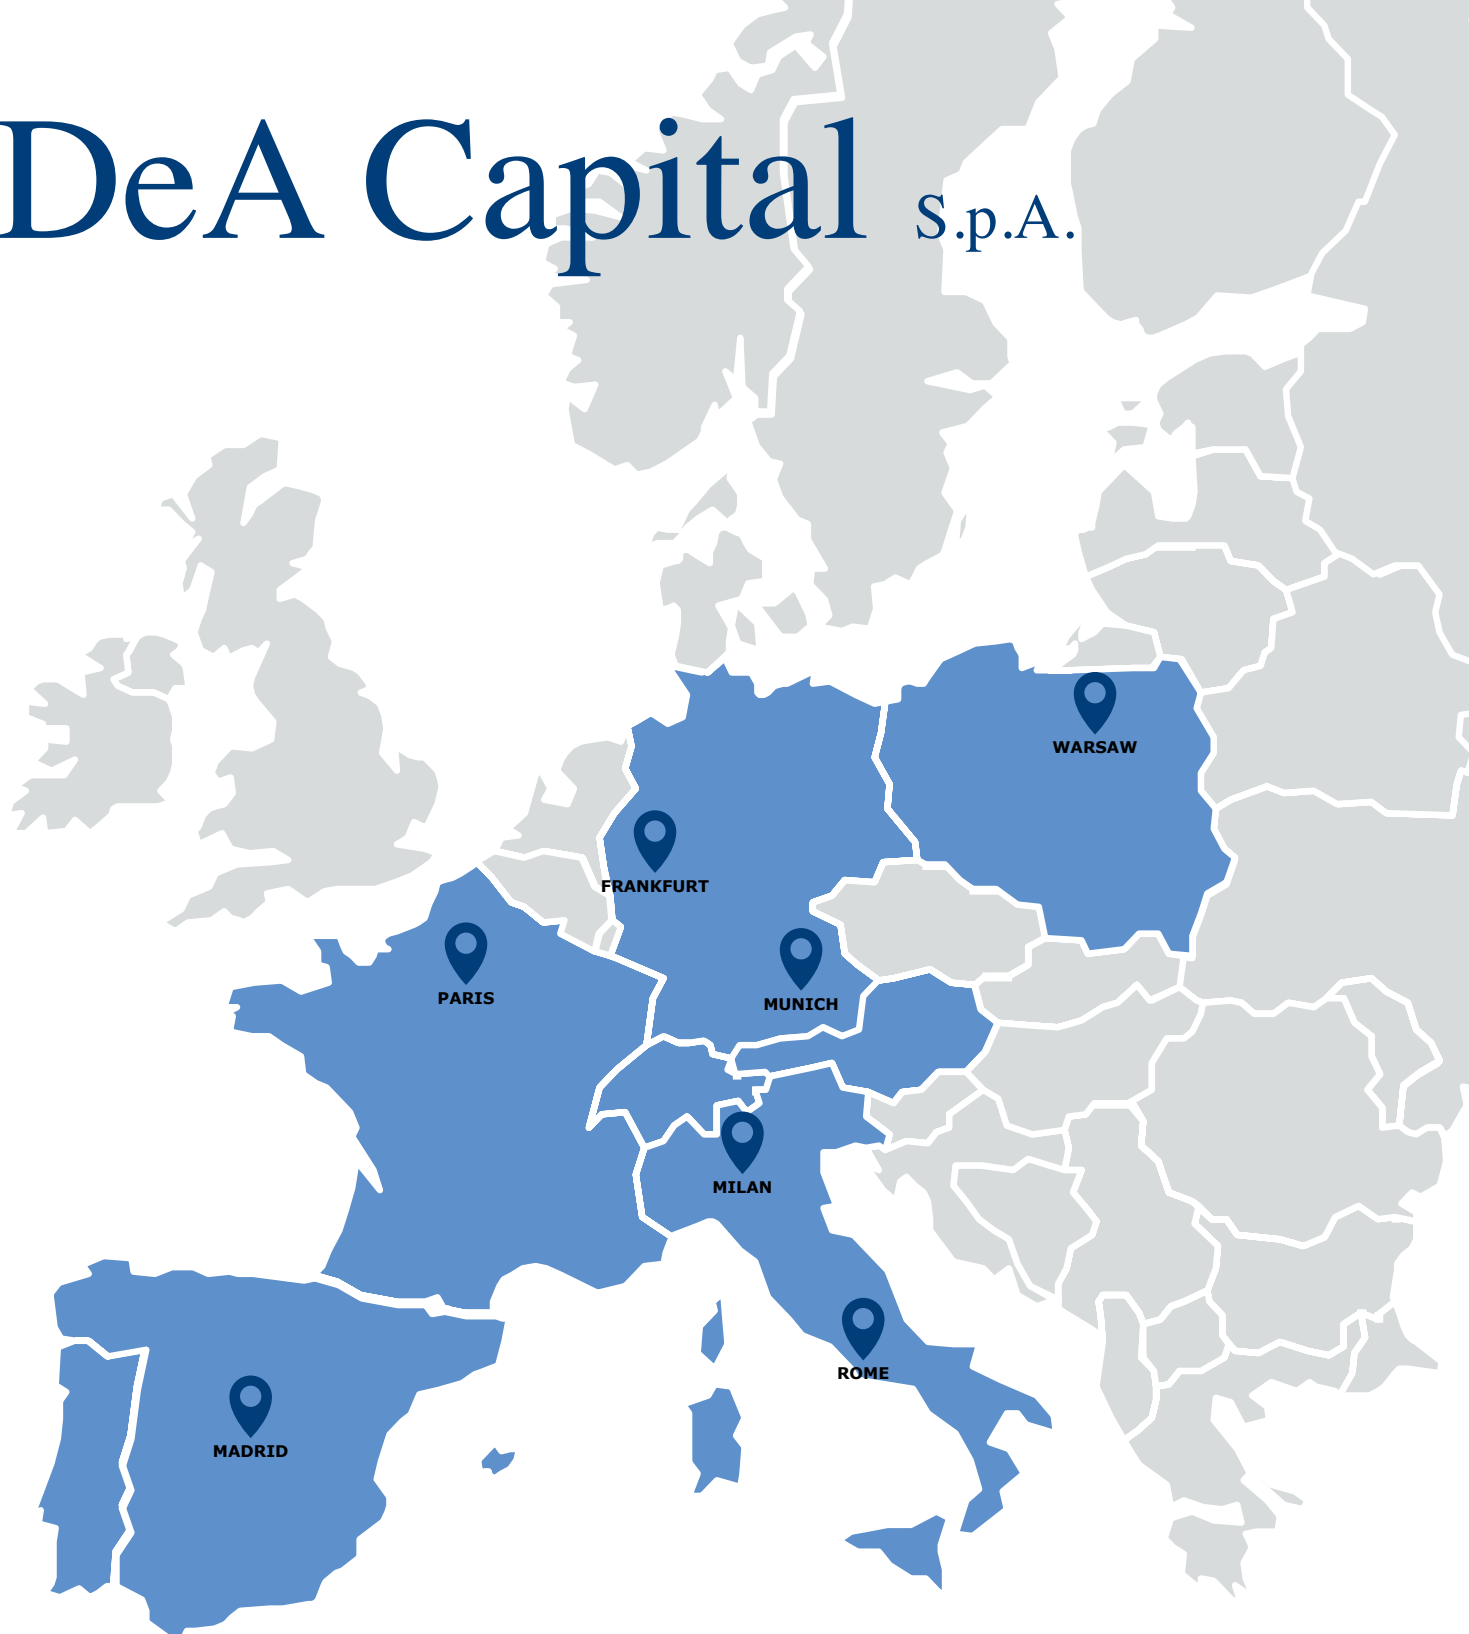 DeA Capital S.p.A.
WARSAW
FRANKFURT
PARIS
MUNICH
MILAN
ROME
MADRID